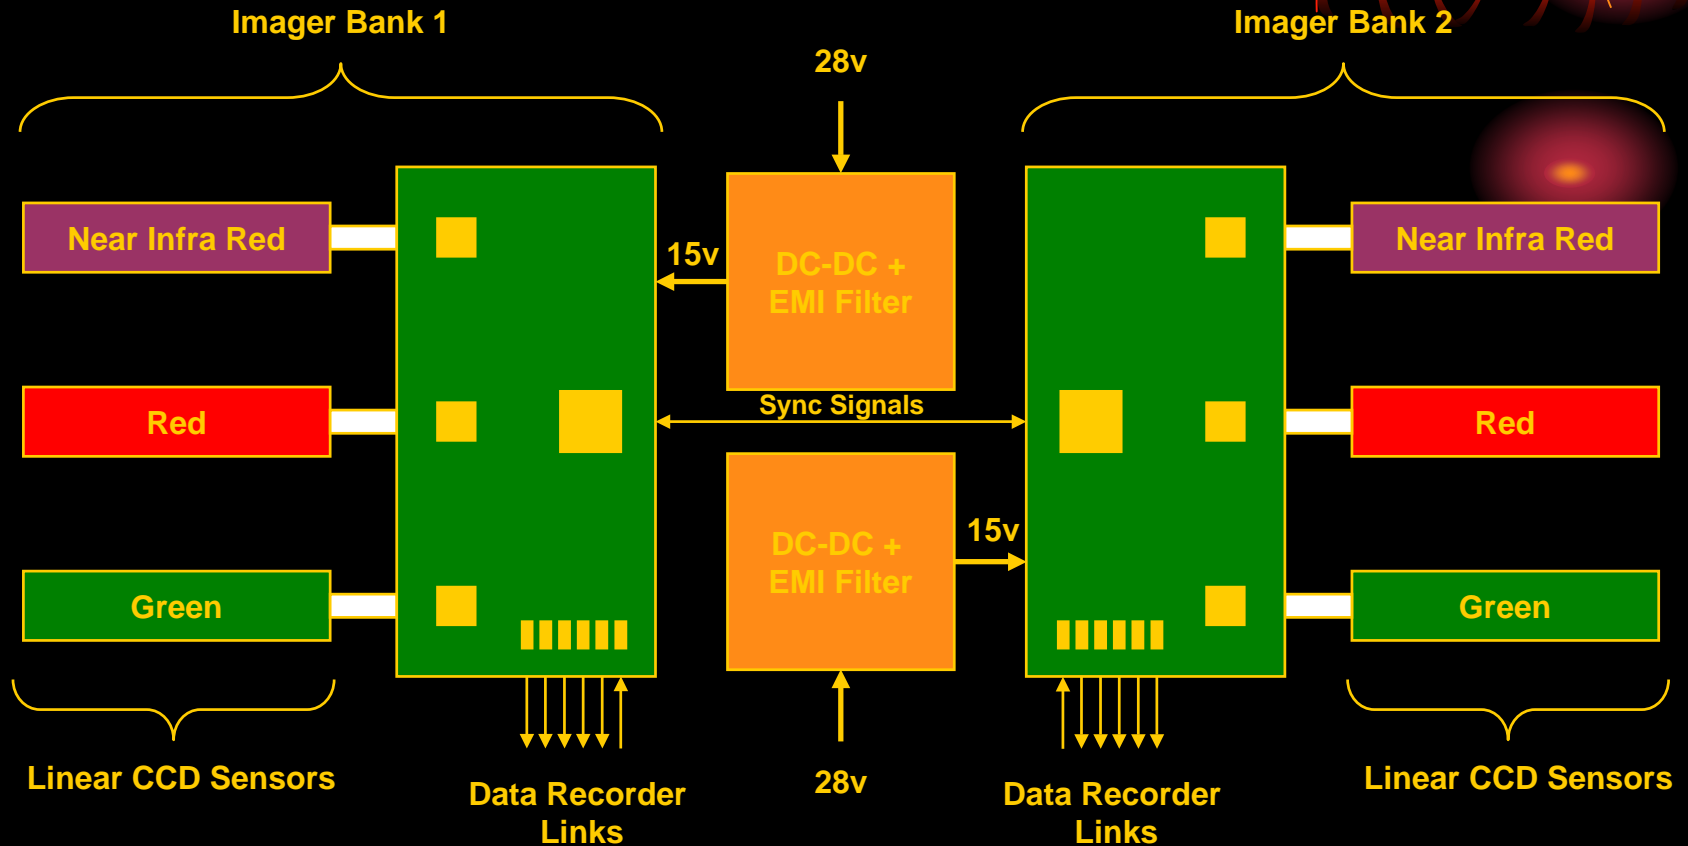 Imager Bank 1
Imager Bank 2
28v
Near Infra Red
15v
DC-DC +
EMI Filter
Near Infra Red
Red
Sync Signals
Red
DC-DC +
EMI Filter
15v
Green
Green
Linear CCD Sensors
Data Recorder
Links
28v
Data Recorder
Links
Linear CCD Sensors